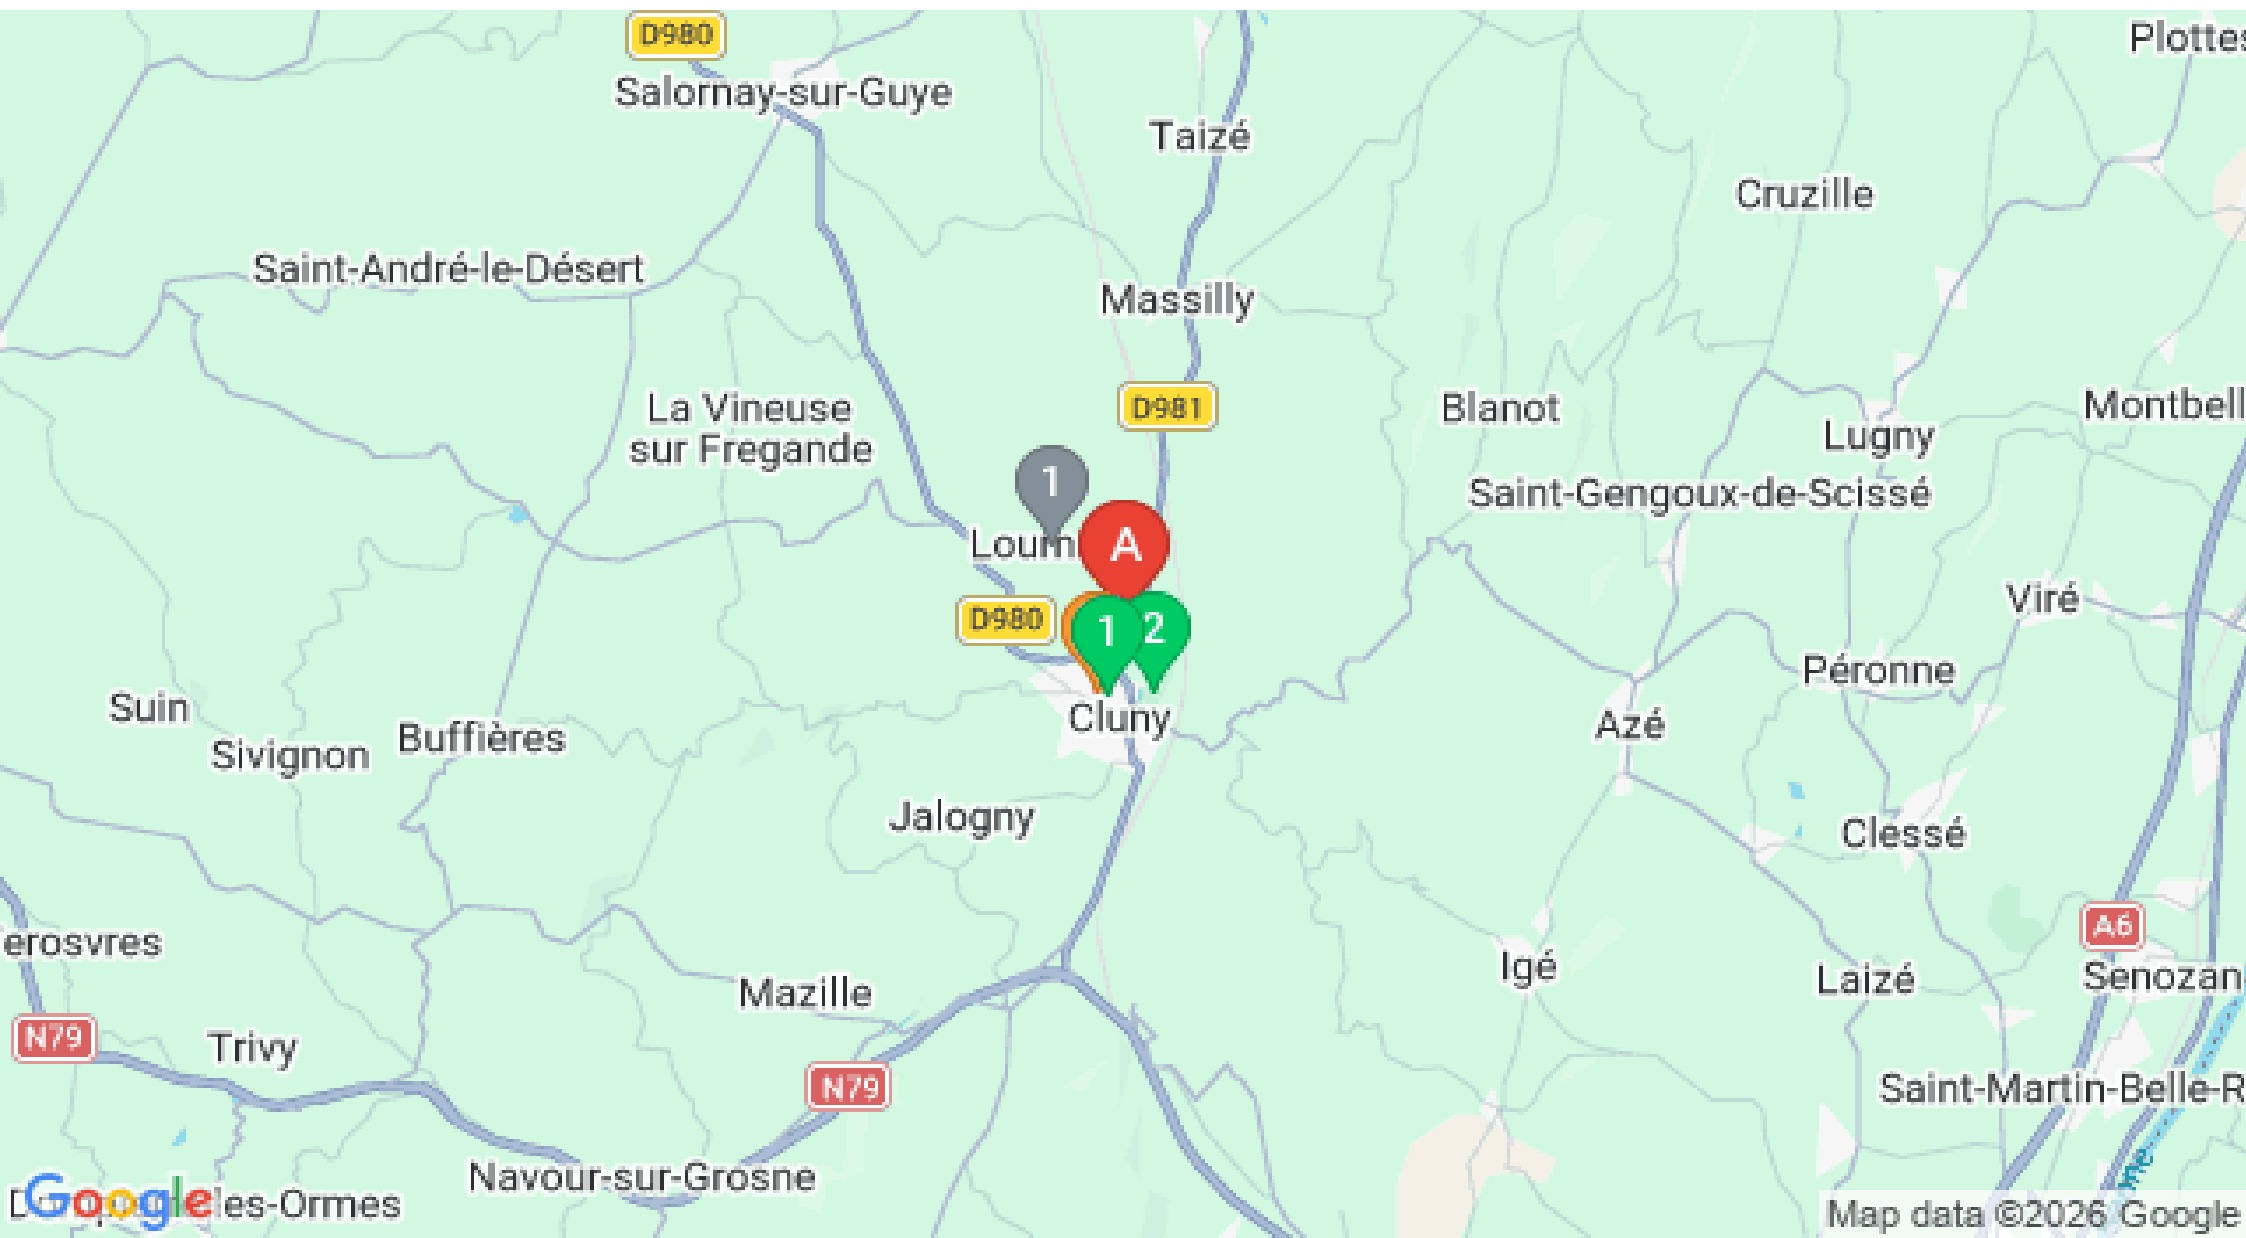 D980
Plottes
Salornay-sur-Guye
Taizé
Cruzille
Saint-André-le-Désert
Massilly
La Vineuse
sur Fregande
D981
Blanot
Montbell
Lugny
1
Saint-Gengoux-de-Scissé
Lourn
A
D980
1
2
Viré
Péronne
Suin
Cluny
Azé
Sivignon
Buffières
Jalogny
Clessé
A6
erosvres
Igé
Laizé
Senozan
Mazille
N79
Trivy
N79
Saint-Martin-Belle-R
Navour-sur-Grosne
Google
les-Ormes
Map data ©2026 Google